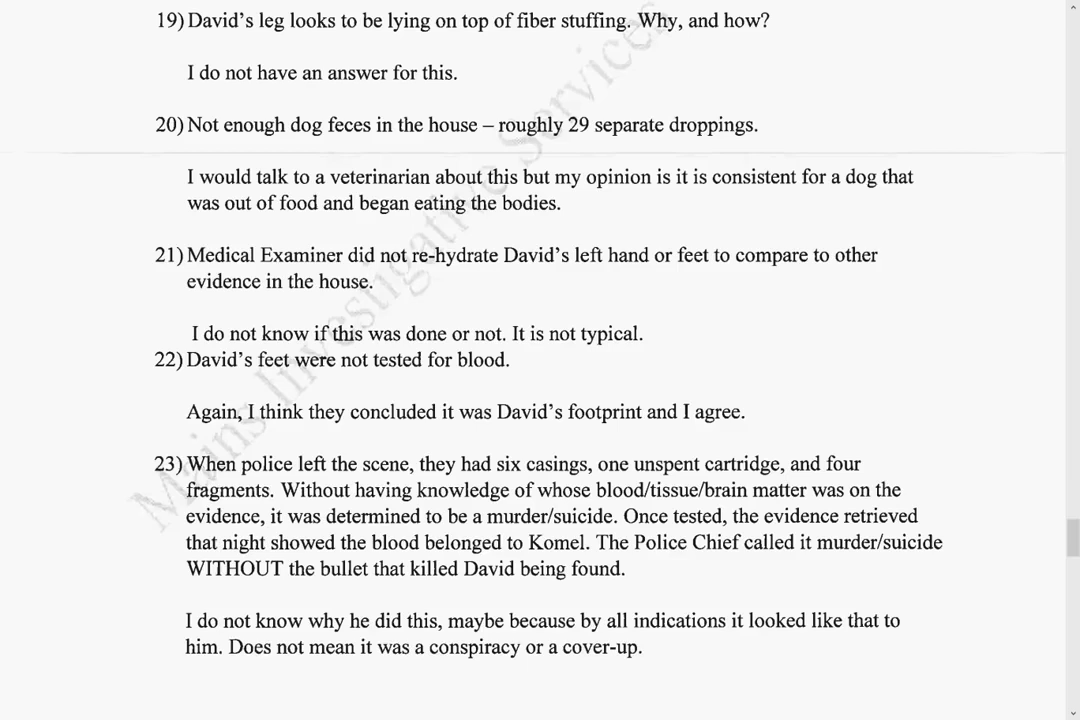 19) David's leg looks to be lying on top of fiber stuffing. Why, and how?
I do not have an answer for this.
20) Not enough dog feces in the house – roughly 29 separate droppings.
I would talk to a veterinarian about this but my opinion is it is consistent for a dog that
was out of food and began eating the bodies.
21) Medical Examiner did not re-hydrate David's left hand or feet to compare to other
evidence in the house.
I do not know if this was done or not. It is not typical.
22) David's feet were not tested for blood.
Again, I think they concluded it was David's footprint and I agree.
23) When police left the scene, they had six casings, one unspent cartridge, and four
fragments. Without having knowledge of whose blood/tissue/brain matter was on the
evidence, it was determined to be a murder/suicide. Once tested, the evidence retrieved
that night showed the blood belonged to Komel. The Police Chief called it murder/suicide
WITHOUT the bullet that killed David being found.
I do not know why he did this, maybe because by all indications it looked like that to
him. Does not mean it was a conspiracy or a cover-up.
Mains Investigative Services